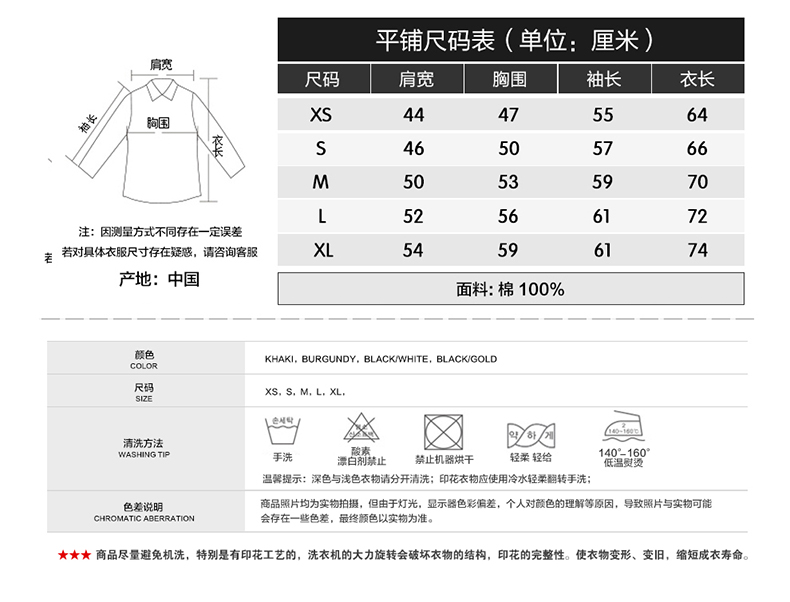 平铺尺码表（单位：厘米）
尺码 肩宽 胸围 袖长 衣长
XS 44 47 55 64
S 46 50 57 66
M 50 53 59 70
L 52 56 61 72
XL 54 59 61 74
面料: 棉 100%
肩宽
袖长
胸围
衣长
注：因测量方式不同存在一定误差
若对具体衣服尺寸存在疑惑，请咨询客服
产地：中国
颜色
COLOR
KHAKI, BURGUNDY, BLACK/WHITE, BLACK/GOLD
尺码
SIZE
XS, S, M, L, XL,
清洗方法
WASHING TIP
손세탁
手洗
酸素
漂白剂禁止
禁止机器烘干
약하게
轻柔 轻给
2
140~160℃
140°–160°
低温熨烫
温馨提示：深色与浅色衣物请分开清洗；印花衣物应使用冷水轻柔翻转手洗；
色差说明
CHROMATIC ABERRATION
商品照片均为实物拍摄，但由于灯光，显示器色彩偏差，个人对颜色的理解等原因，导致照片与实物可能
会存在一些色差，最终颜色以实物为准。
★★★ 商品尽量避免机洗，特别是有印花工艺的，洗衣机的大力旋转会破坏衣物的结构，印花的完整性。使衣物变形、变旧，缩短成衣寿命。